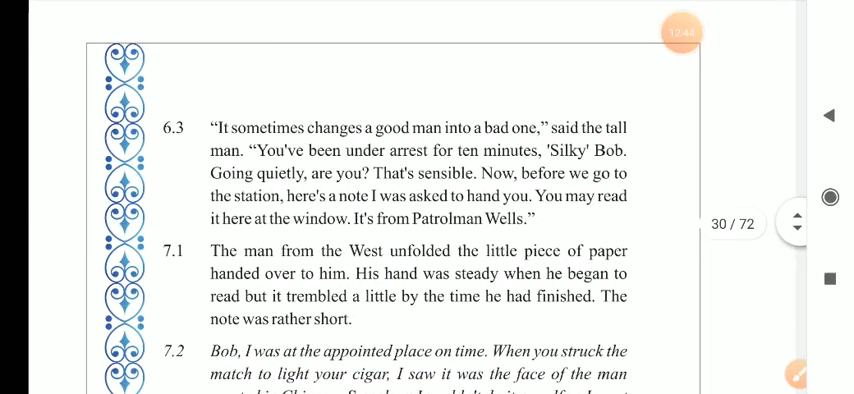 12:44
6.3 “It sometimes changes a good man into a bad one,” said the tall
man. “You've been under arrest for ten minutes, 'Silky' Bob.
Going quietly, are you? That's sensible. Now, before we go to
the station, here's a note I was asked to hand you. You may read
it here at the window. It's from Patrolman Wells.”
30 / 72
7.1 The man from the West unfolded the little piece of paper
handed over to him. His hand was steady when he began to
read but it trembled a little by the time he had finished. The
note was rather short.
7.2 Bob, I was at the appointed place on time. When you struck the
match to light your cigar, I saw it was the face of the man